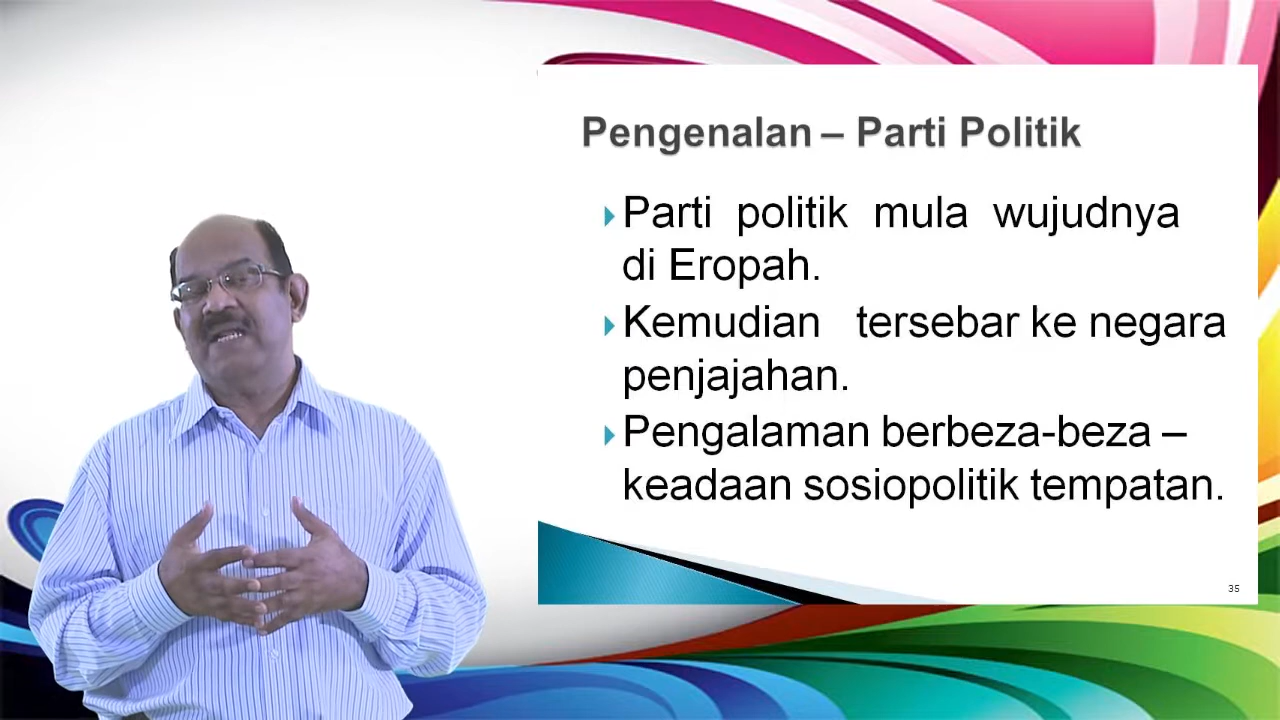 Pengenalan – Parti Politik
Parti politik mula wujudnya
di Eropah.
Kemudian tersebar ke negara
penjajahan.
Pengalaman berbeza-beza –
keadaan sosiopolitik tempatan.
35